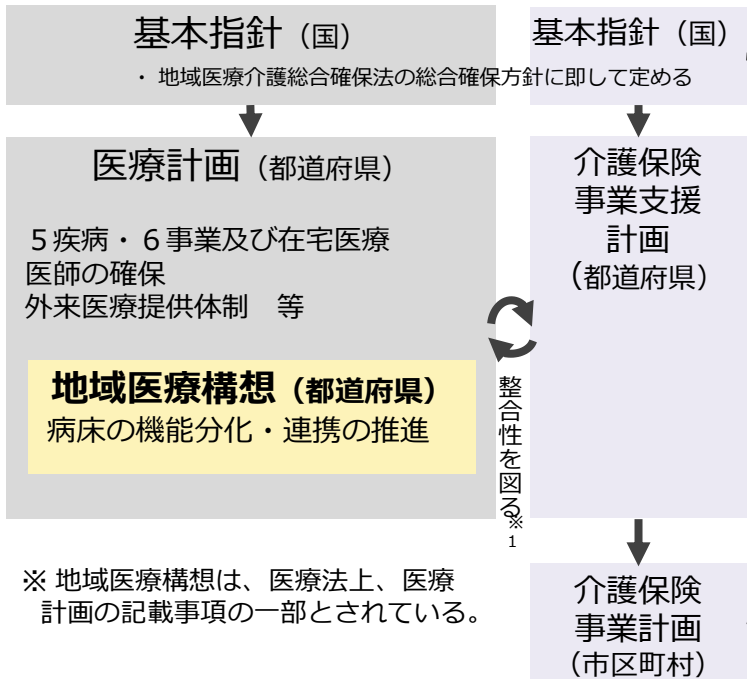 基本指針（国）
・ 地域医療介護総合確保法の総合確保方針に即して定める
医療計画（都道府県）
５疾病・６事業及び在宅医療
医師の確保
外来医療提供体制　等
地域医療構想（都道府県）
病床の機能分化・連携の推進
※ 地域医療構想は、医療法上、医療
計画の記載事項の一部とされている。
整合性を図る※1
基本指針（国）
介護保険
事業支援
計画
（都道府県）
介護保険
事業計画
（市区町村）